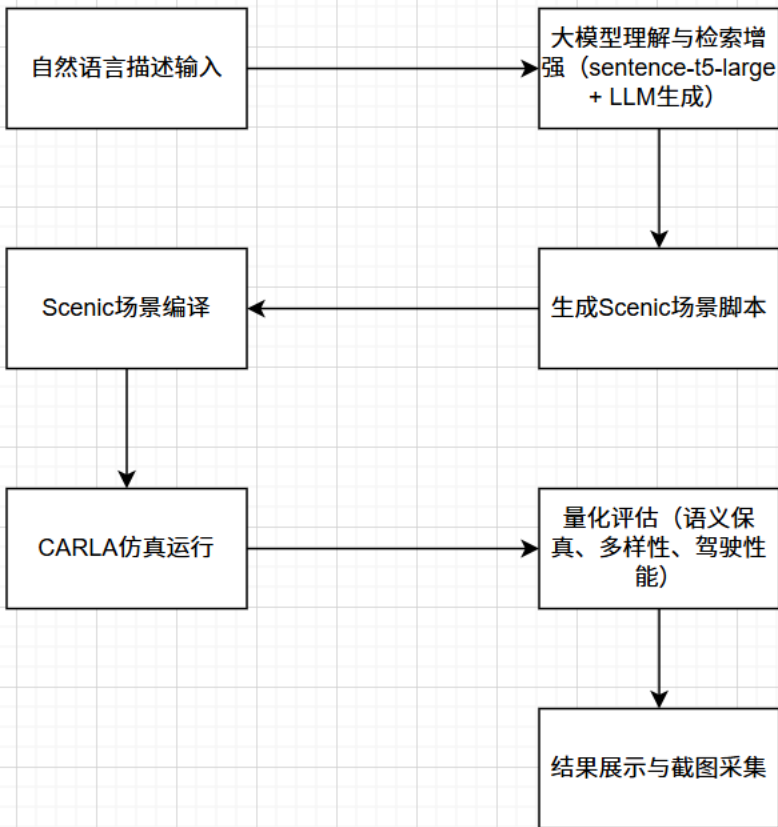 自然语言描述输入
大模型理解与检索增
强（sentence-t5-large
+ LLM生成）
Scenic场景编译
生成Scenic场景脚本
CARLA仿真运行
量化评估（语义保
真、多样性、驾驶性
能）
结果展示与截图采集